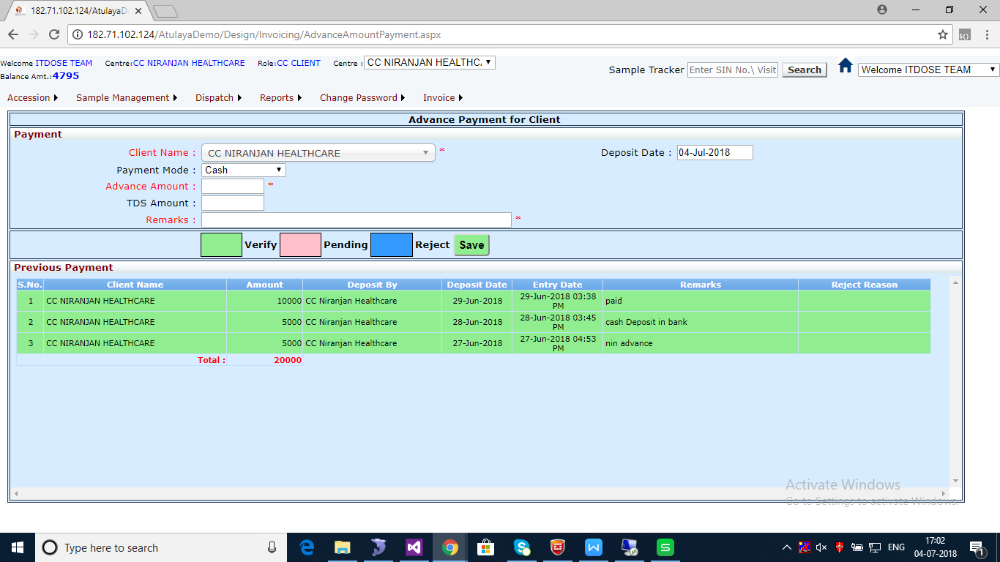 182.71.102.124/AtulayaD
182.71.102.124/AtulayaDemo/Design/Invoicing/AdvanceAmountPayment.aspx
Welcome ITDOSE TEAM Centre:CC NIRANJAN HEALTHCARE Role:CC CLIENT Centre : CC NIRANJAN HEALTHC
Balance Amt.:4795
Sample Tracker Enter SIN No.\ Visit Search Welcome ITDOSE TEAM
Accession Sample Management Dispatch Reports Change Password Invoice
Advance Payment for Client
Payment
Client Name : CC NIRANJAN HEALTHCARE * Deposit Date : 04-Jul-2018
Payment Mode : Cash
Advance Amount : *
TDS Amount :
Remarks : *
Verify Pending Reject Save
Previous Payment
S.No. Client Name Amount Deposit By Deposit Date Entry Date Remarks Reject Reason
1 CC NIRANJAN HEALTHCARE 10000 CC Niranjan Healthcare 29-Jun-2018 29-Jun-2018 03:38 PM paid
2 CC NIRANJAN HEALTHCARE 5000 CC Niranjan Healthcare 28-Jun-2018 28-Jun-2018 03:45 PM cash Deposit in bank
3 CC NIRANJAN HEALTHCARE 5000 CC Niranjan Healthcare 27-Jun-2018 27-Jun-2018 04:53 PM nin advance
Total : 20000
Activate Windows
Go to Settings to activate Windows.
Type here to search
ENG
17:02
04-07-2018
1